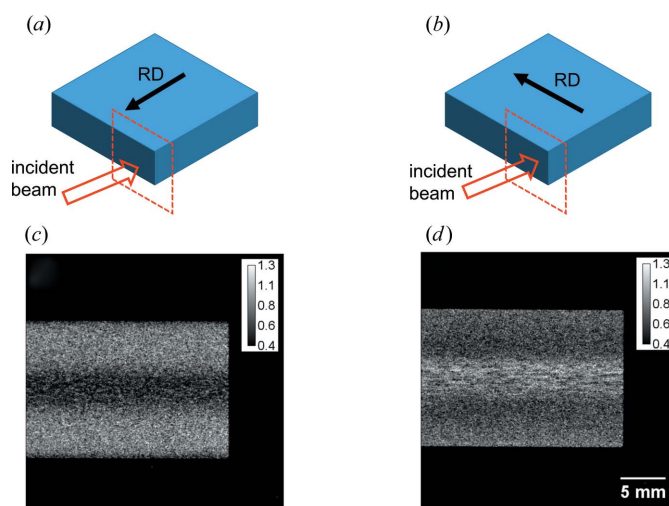 (a)
(b)
RD
RD
incident
beam
incident
beam
(c)
(d)
1.3
1.1
0.8
0.6
0.4
1.3
1.1
0.8
0.6
0.4
5 mm